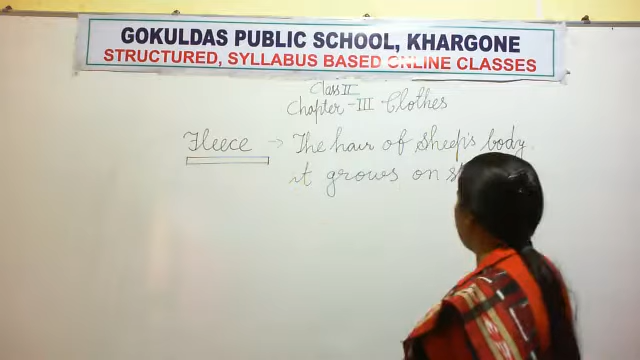 GOKULDAS PUBLIC SCHOOL, KHARGONE
STRUCTURED, SYLLABUS BASED ONLINE CLASSES
Class II
Chapter - III Clothes
Fleece → The hair of sheep's body.
it grows on